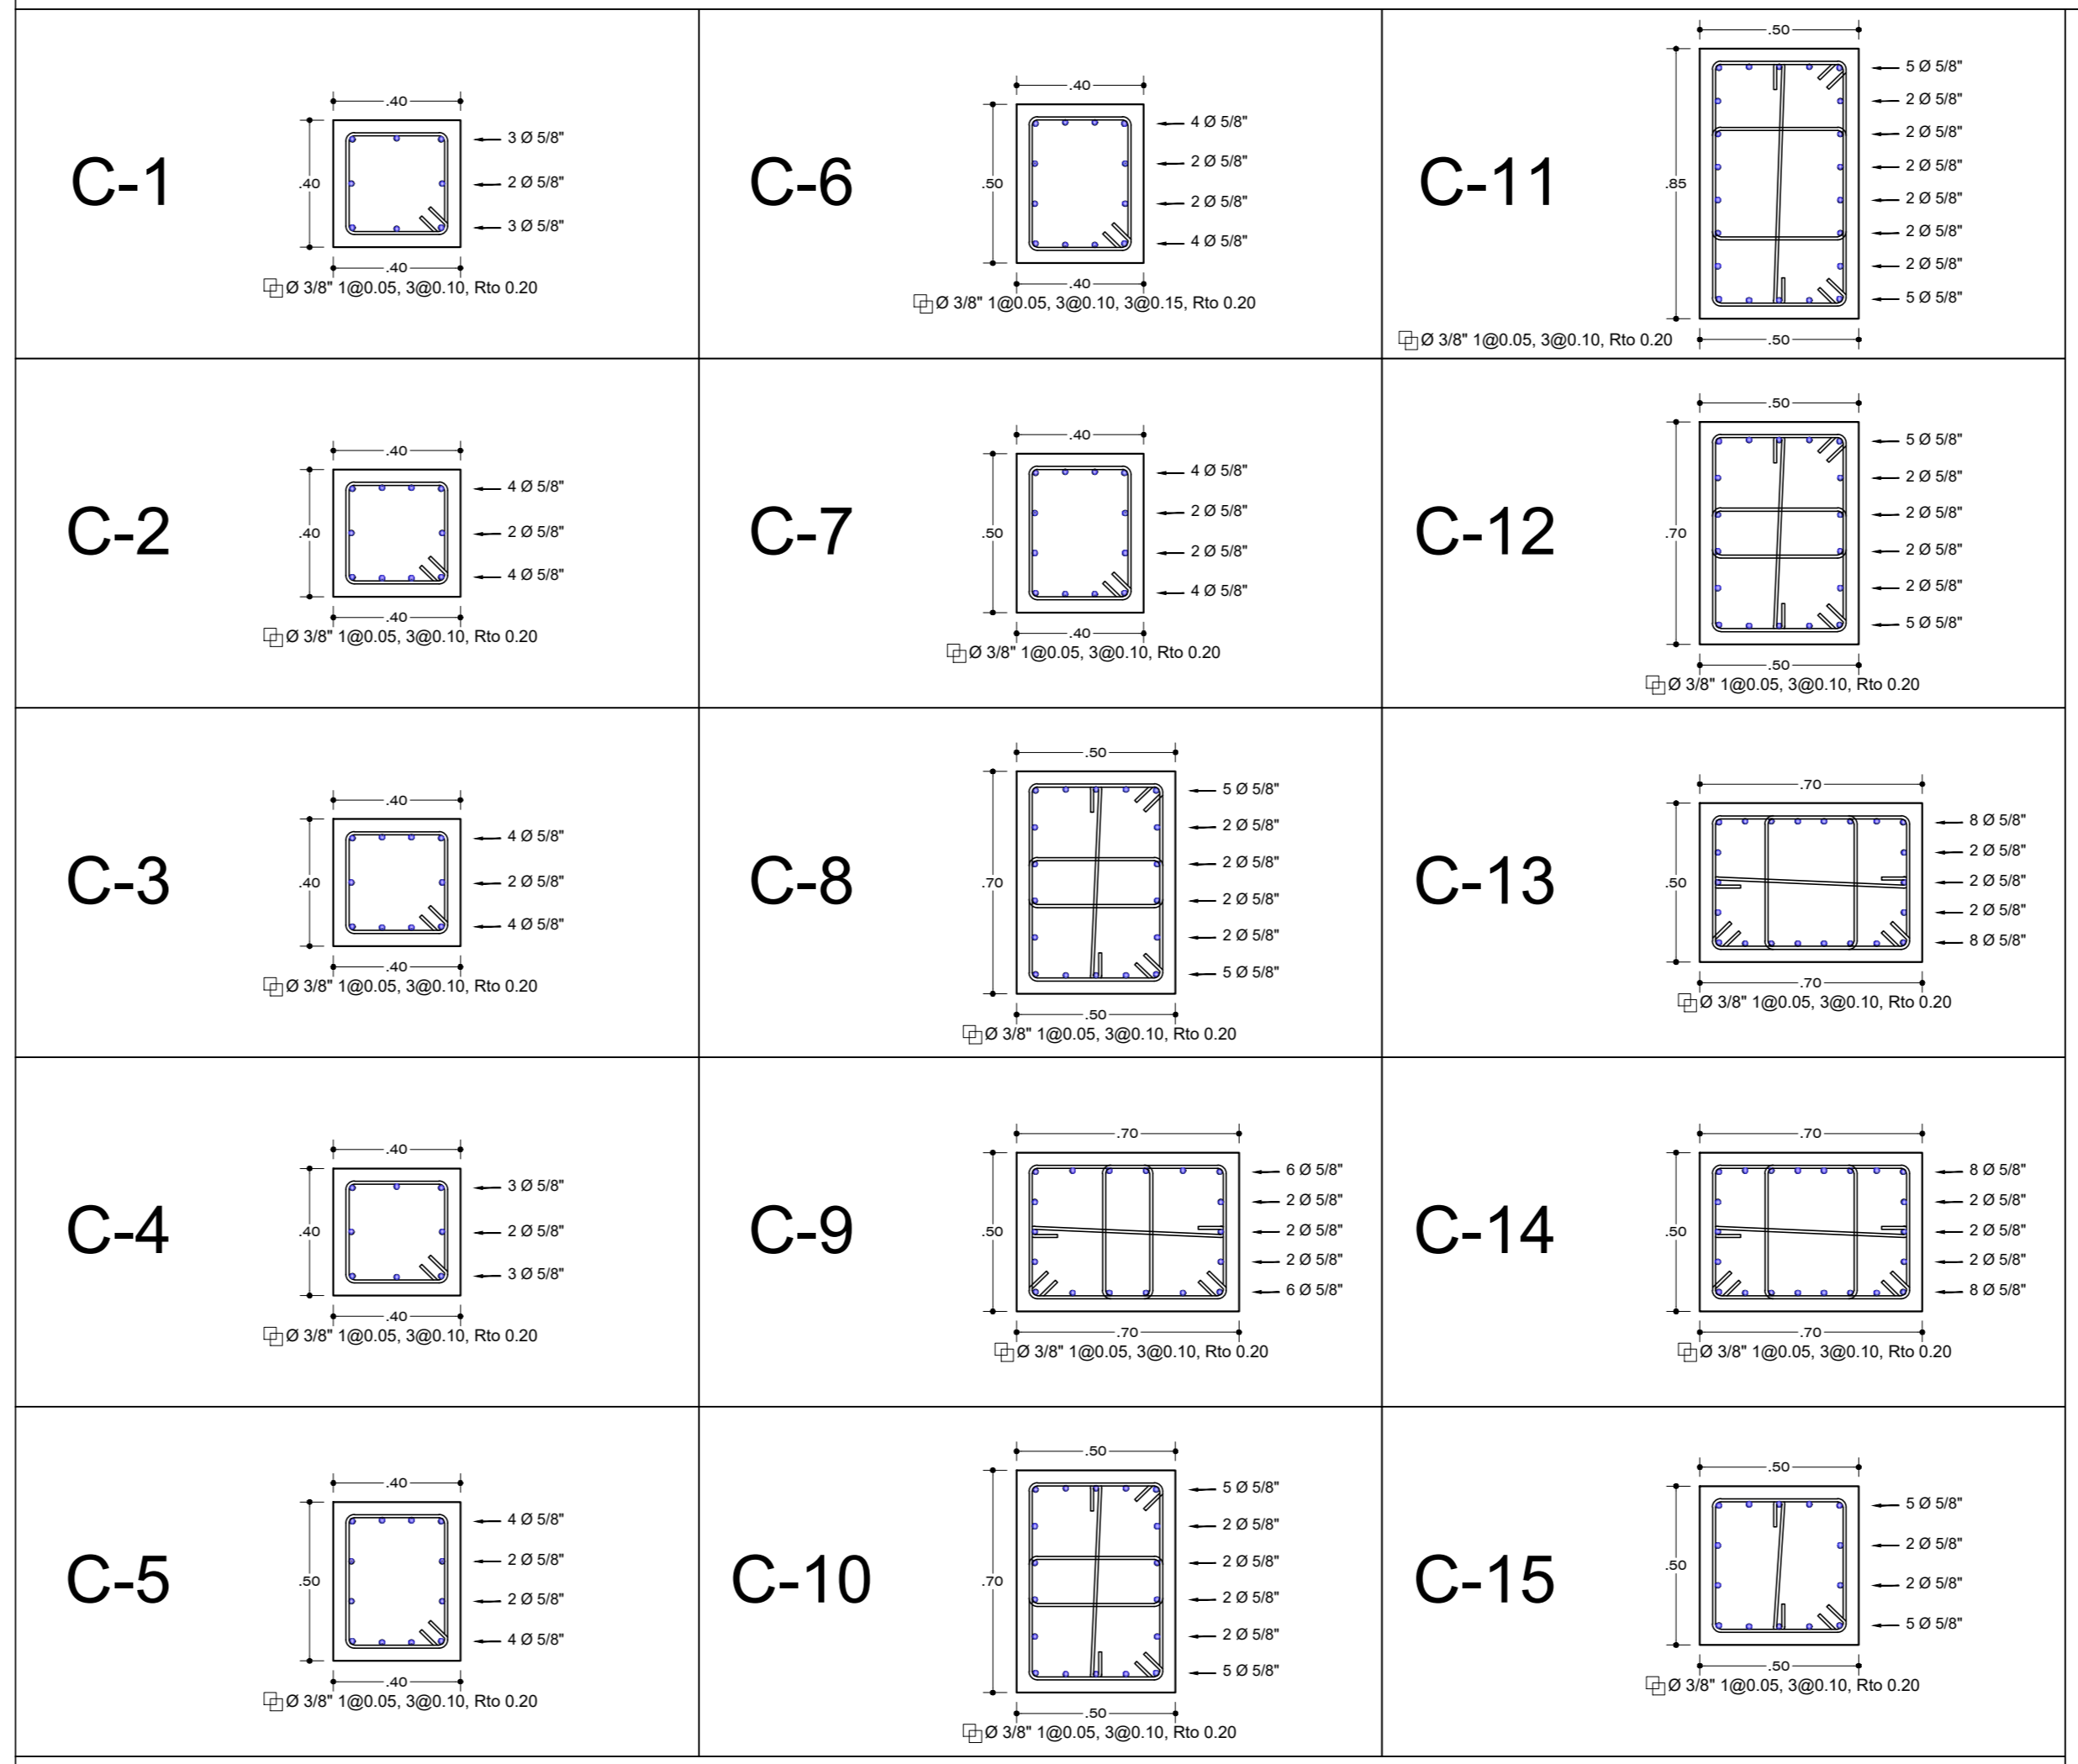 C-1
.40
.40
3 Ø 5/8"
2 Ø 5/8"
3 Ø 5/8"
.40
Ø 3/8" 1@0.05, 3@0.10, Rto 0.20
C-2
.40
.40
4 Ø 5/8"
2 Ø 5/8"
4 Ø 5/8"
.40
Ø 3/8" 1@0.05, 3@0.10, Rto 0.20
C-3
.40
.40
4 Ø 5/8"
2 Ø 5/8"
4 Ø 5/8"
.40
Ø 3/8" 1@0.05, 3@0.10, Rto 0.20
C-4
.40
.40
3 Ø 5/8"
2 Ø 5/8"
3 Ø 5/8"
.40
Ø 3/8" 1@0.05, 3@0.10, Rto 0.20
C-5
.40
.50
4 Ø 5/8"
2 Ø 5/8"
2 Ø 5/8"
4 Ø 5/8"
.40
Ø 3/8" 1@0.05, 3@0.10, Rto 0.20
C-6
.40
.50
4 Ø 5/8"
2 Ø 5/8"
2 Ø 5/8"
4 Ø 5/8"
.40
Ø 3/8" 1@0.05, 3@0.10, 3@0.15, Rto 0.20
C-7
.40
.50
4 Ø 5/8"
2 Ø 5/8"
2 Ø 5/8"
4 Ø 5/8"
.40
Ø 3/8" 1@0.05, 3@0.10, Rto 0.20
C-8
.50
.70
5 Ø 5/8"
2 Ø 5/8"
2 Ø 5/8"
2 Ø 5/8"
2 Ø 5/8"
5 Ø 5/8"
.50
Ø 3/8" 1@0.05, 3@0.10, Rto 0.20
C-9
.70
.50
6 Ø 5/8"
2 Ø 5/8"
2 Ø 5/8"
2 Ø 5/8"
6 Ø 5/8"
.70
Ø 3/8" 1@0.05, 3@0.10, Rto 0.20
C-10
.50
.70
5 Ø 5/8"
2 Ø 5/8"
2 Ø 5/8"
2 Ø 5/8"
2 Ø 5/8"
5 Ø 5/8"
.50
Ø 3/8" 1@0.05, 3@0.10, Rto 0.20
C-11
.50
.85
5 Ø 5/8"
2 Ø 5/8"
2 Ø 5/8"
2 Ø 5/8"
2 Ø 5/8"
2 Ø 5/8"
2 Ø 5/8"
5 Ø 5/8"
.50
Ø 3/8" 1@0.05, 3@0.10, Rto 0.20
C-12
.50
.70
5 Ø 5/8"
2 Ø 5/8"
2 Ø 5/8"
2 Ø 5/8"
2 Ø 5/8"
5 Ø 5/8"
.50
Ø 3/8" 1@0.05, 3@0.10, Rto 0.20
C-13
.70
.50
8 Ø 5/8"
2 Ø 5/8"
2 Ø 5/8"
2 Ø 5/8"
8 Ø 5/8"
.70
Ø 3/8" 1@0.05, 3@0.10, Rto 0.20
C-14
.70
.50
8 Ø 5/8"
2 Ø 5/8"
2 Ø 5/8"
2 Ø 5/8"
8 Ø 5/8"
.70
Ø 3/8" 1@0.05, 3@0.10, Rto 0.20
C-15
.50
.50
5 Ø 5/8"
2 Ø 5/8"
2 Ø 5/8"
5 Ø 5/8"
.50
Ø 3/8" 1@0.05, 3@0.10, Rto 0.20